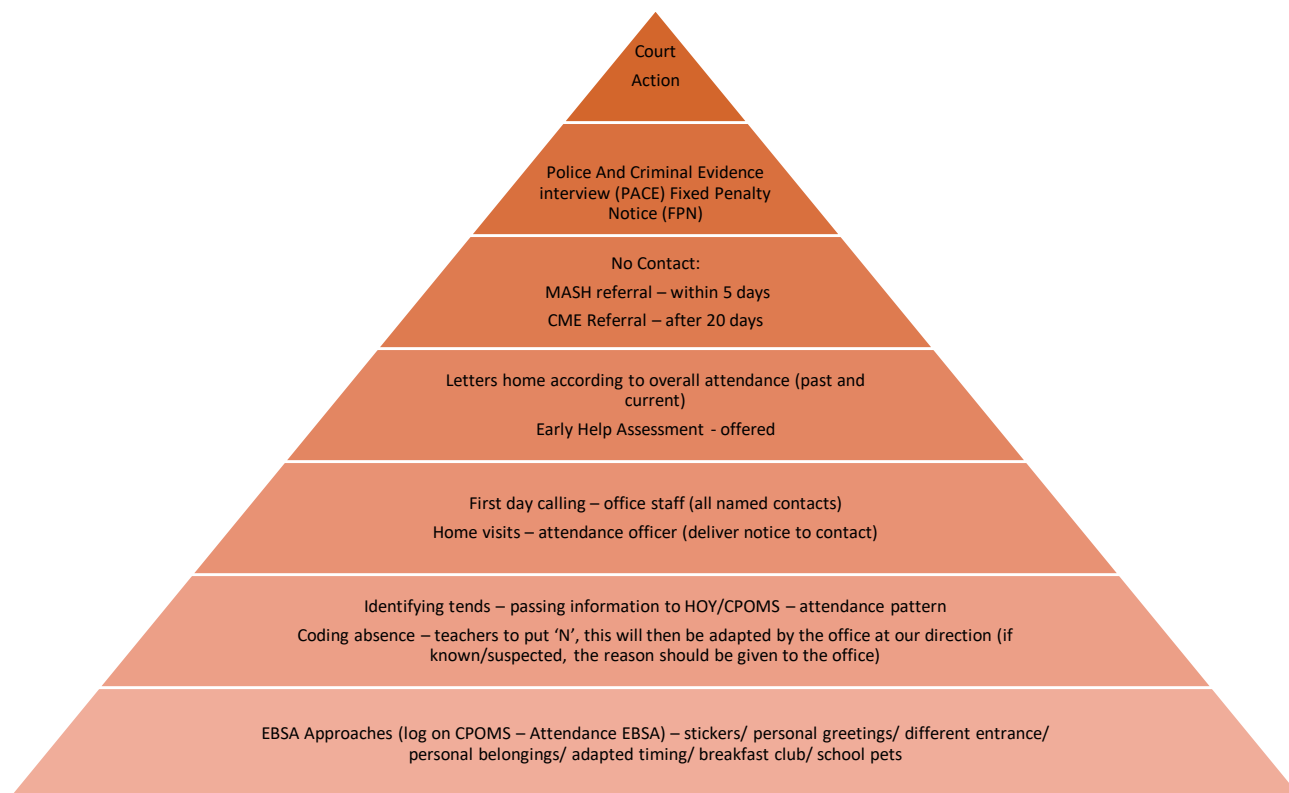 Court
Action
Police And Criminal Evidence
interview (PACE) Fixed Penalty
Notice (FPN)
No Contact:
MASH referral – within 5 days
CME Referral – after 20 days
Letters home according to overall attendance (past and
current)
Early Help Assessment - offered
First day calling – office staff (all named contacts)
Home visits – attendance officer (deliver notice to contact)
Identifying tends – passing information to HOY/CPOMS – attendance pattern
Coding absence – teachers to put ‘N’, this will then be adapted by the office at our direction (if
known/suspected, the reason should be given to the office)
EBSA Approaches (log on CPOMS – Attendance EBSA) – stickers/ personal greetings/ different entrance/
personal belongings/ adapted timing/ breakfast club/ school pets